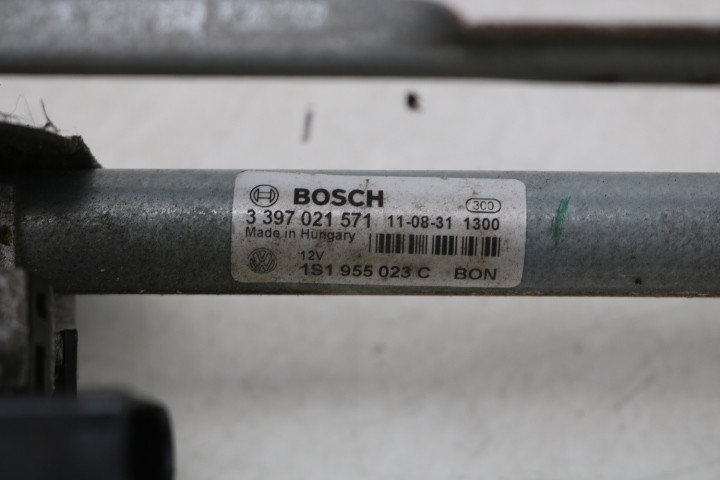 BOSCH 300
3 397 021 571 11-08-31 1300
Made in Hungary
12V
1S1 955 023 C BON